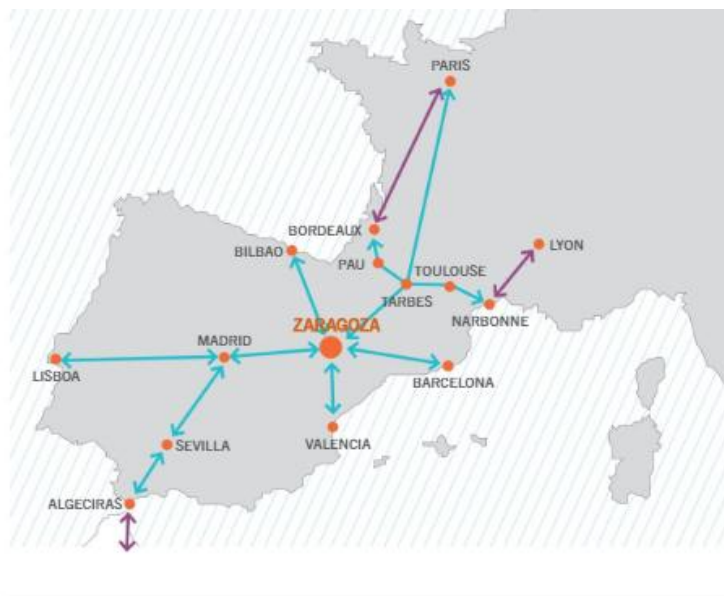 PARIS
BORDEAUX
LYON
BILBAO
PAU
TOULOUSE
TARBES
NARBONNE
ZARAGOZA
MADRID
LISBOA
BARCELONA
SEVILLA
VALENCIA
ALGECIRAS